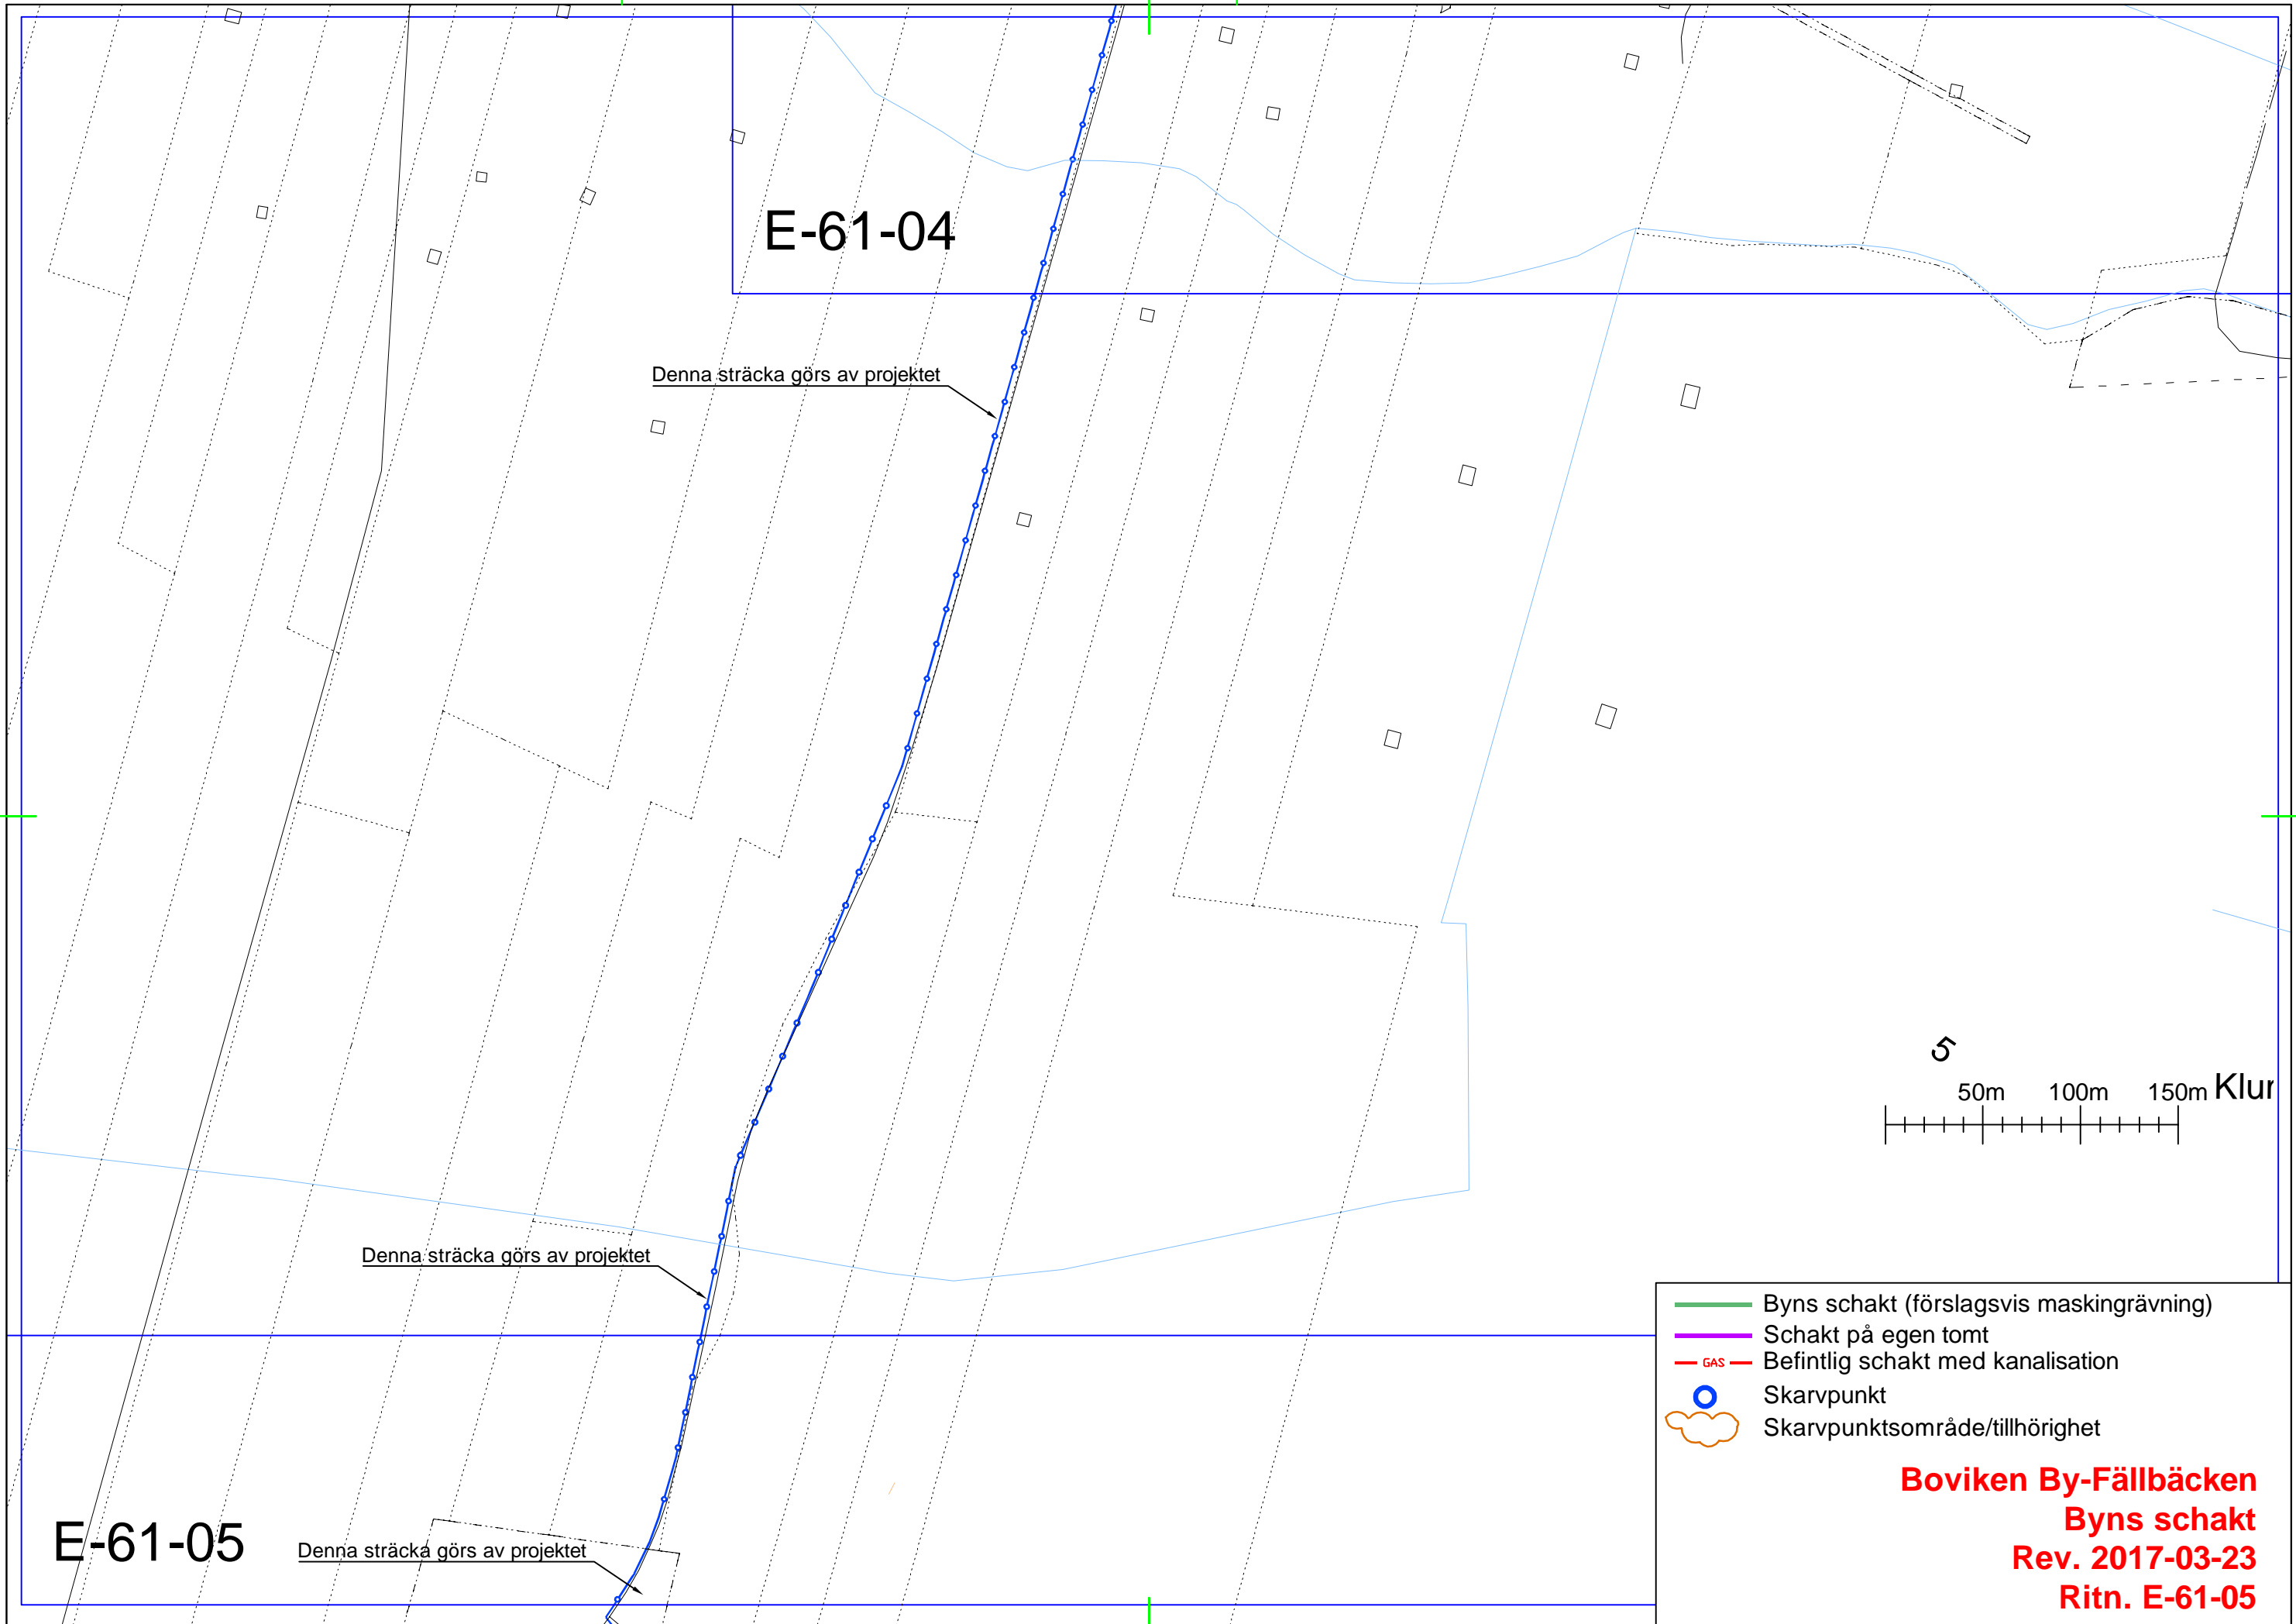 E-61-04
Denna sträcka görs av projektet
5
50m 100m 150m
Klur
Denna sträcka görs av projektet
Byns schakt (förslagsvis maskingrävning)
Schakt på egen tomt
GAS Befintlig schakt med kanalisation
Skarvpunkt
Skarvpunktsområde/tillhörighet
E-61-05
Denna sträcka görs av projektet
Boviken By-Fällbäcken
Byns schakt
Rev. 2017-03-23
Ritn. E-61-05